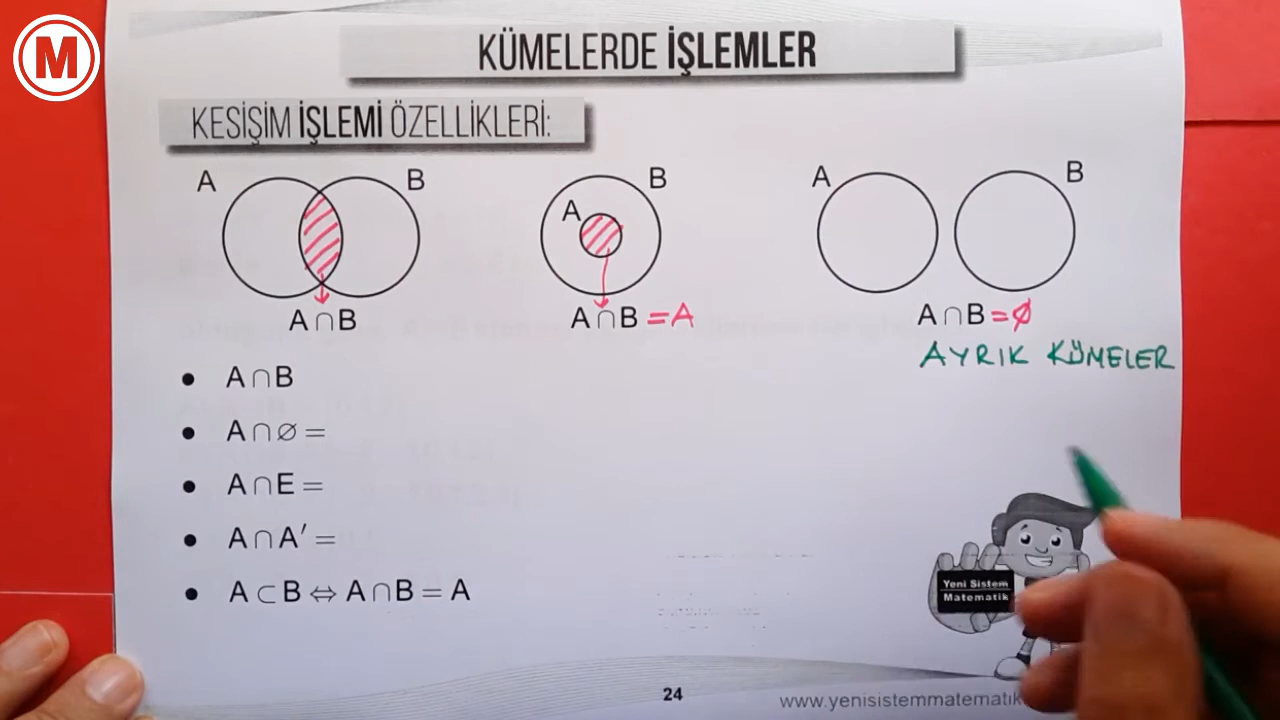 M
KÜMELERDE İŞLEMLER
KESİŞİM İŞLEMİ ÖZELLİKLERİ:
A B
A∩B
A B
A∩B = A
A B
A∩B = ∅
AYRIK KÜMELER
• A∩B
• A∩∅ =
• A∩E =
• A∩A′ =
• A⊂B ⇔ A∩B = A
Yeni Sistem
Matematik
24
www.yenisistemmatematik